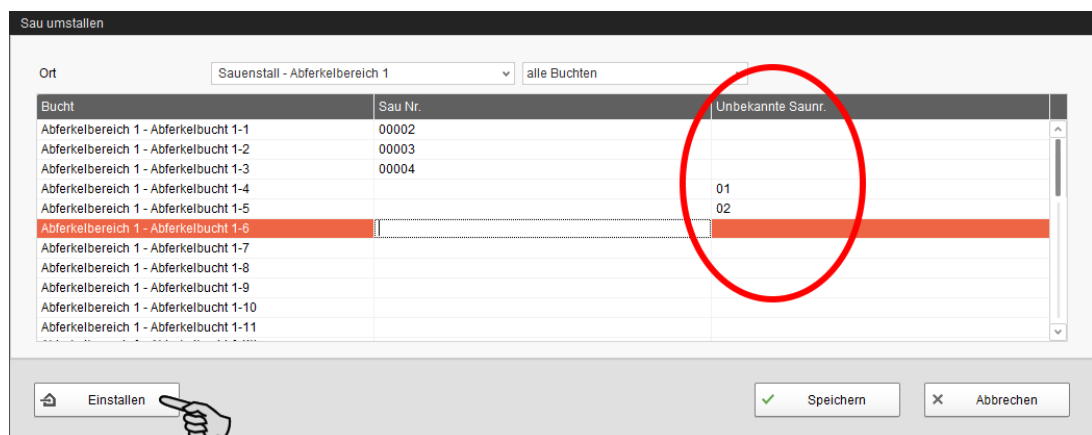 Sau umstallen
Ort Sauenstall - Abferkelbereich 1 alle Buchten
Bucht Sau Nr. Unbekannte Saunr.
Abferkelbereich 1 - Abferkelbucht 1-1 00002
Abferkelbereich 1 - Abferkelbucht 1-2 00003
Abferkelbereich 1 - Abferkelbucht 1-3 00004
Abferkelbereich 1 - Abferkelbucht 1-4 01
Abferkelbereich 1 - Abferkelbucht 1-5 02
Abferkelbereich 1 - Abferkelbucht 1-6
Abferkelbereich 1 - Abferkelbucht 1-7
Abferkelbereich 1 - Abferkelbucht 1-8
Abferkelbereich 1 - Abferkelbucht 1-9
Abferkelbereich 1 - Abferkelbucht 1-10
Abferkelbereich 1 - Abferkelbucht 1-11
Einstallen Speichern Abbrechen